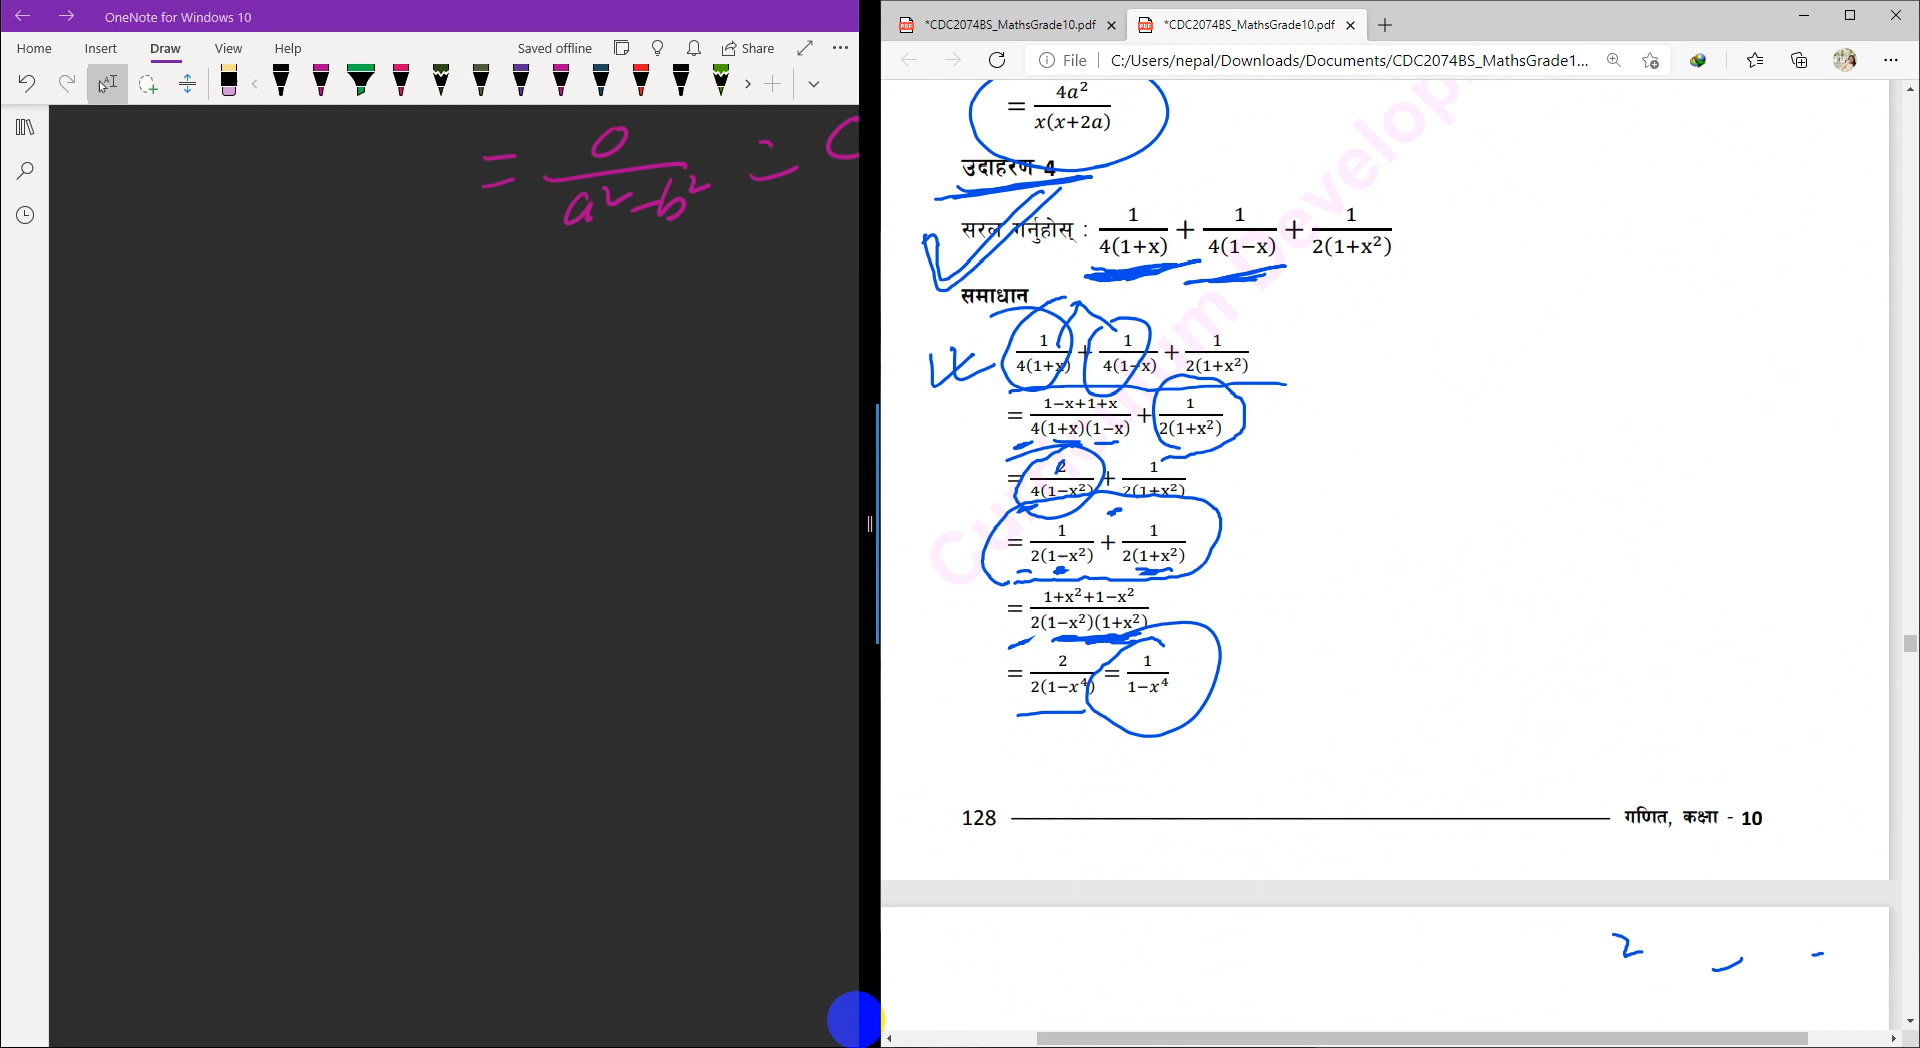 OneNote for Windows 10
Home Insert Draw View Help Saved offline Share
= 0/(a²-b²) =
*CDC2074BS_MathsGrade10.pdf *CDC2074BS_MathsGrade10.pdf
File C:/Users/nepal/Downloads/Documents/CDC2074BS_MathsGrade1...
= 4a²/x(x+2a)
उदाहरण 4
सरल गर्नुहोस् : 1/4(1+x) + 1/4(1−x) + 1/2(1+x²)
समाधान
1/4(1+x) + 1/4(1−x) + 1/2(1+x²)
= 1−x+1+x/4(1+x)(1−x) + 1/2(1+x²)
= 2/4(1−x²) + 1/2(1+x²)
= 1/2(1−x²) + 1/2(1+x²)
= 1+x²+1−x²/2(1−x²)(1+x²)
= 2/2(1−x⁴) = 1/1−x⁴
128 गणित, कक्षा - 10
2
Curriculum Develop